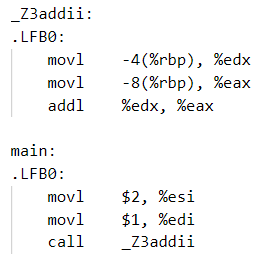 _Z3addii:
.LFB0:
movl -4(%rbp), %edx
movl -8(%rbp), %eax
addl %edx, %eax
main:
.LFB0:
movl $2, %esi
movl $1, %edi
call _Z3addii